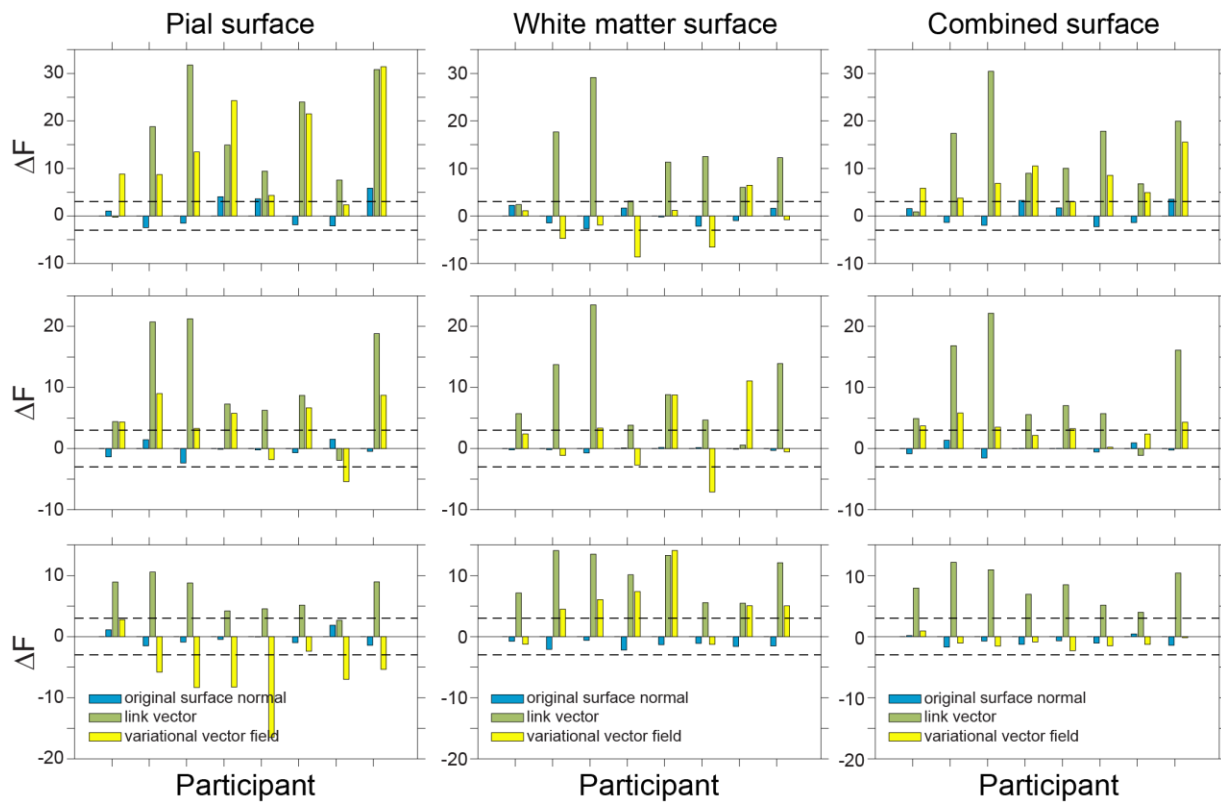 Pial surface
White matter surface
Combined surface
ΔF
30
20
10
0
-10
30
20
10
0
-10
30
20
10
0
-10
ΔF
20
10
0
-10
20
10
0
-10
20
10
0
-10
ΔF
10
0
-10
-20
original surface normal
link vector
variational vector field
10
0
-10
-20
original surface normal
link vector
variational vector field
10
0
-10
-20
original surface normal
link vector
variational vector field
Participant
Participant
Participant